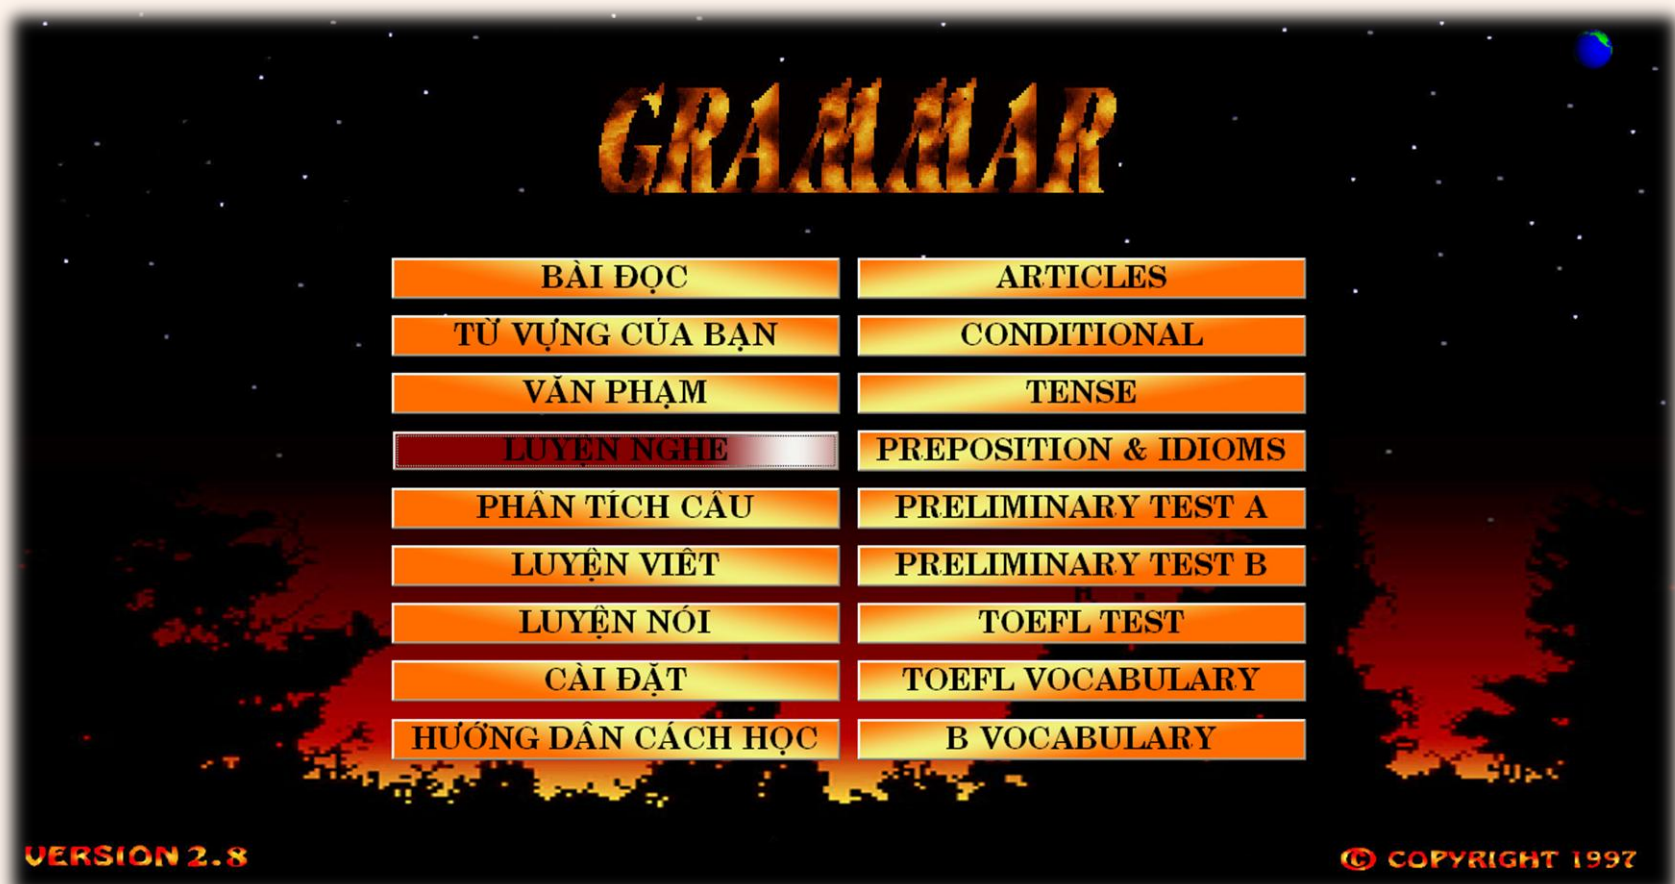 GRAMMAR
BÀI ĐỌC
TỪ VỰNG CỦA BẠN
VĂN PHẠM
LUYỆN NGHE
PHÂN TÍCH CÂU
LUYỆN VIẾT
LUYỆN NÓI
CÀI ĐẶT
HƯỚNG DẪN CÁCH HỌC
ARTICLES
CONDITIONAL
TENSE
PREPOSITION & IDIOMS
PRELIMINARY TEST A
PRELIMINARY TEST B
TOEFL TEST
TOEFL VOCABULARY
B VOCABULARY
VERSION 2.8
© COPYRIGHT 1997